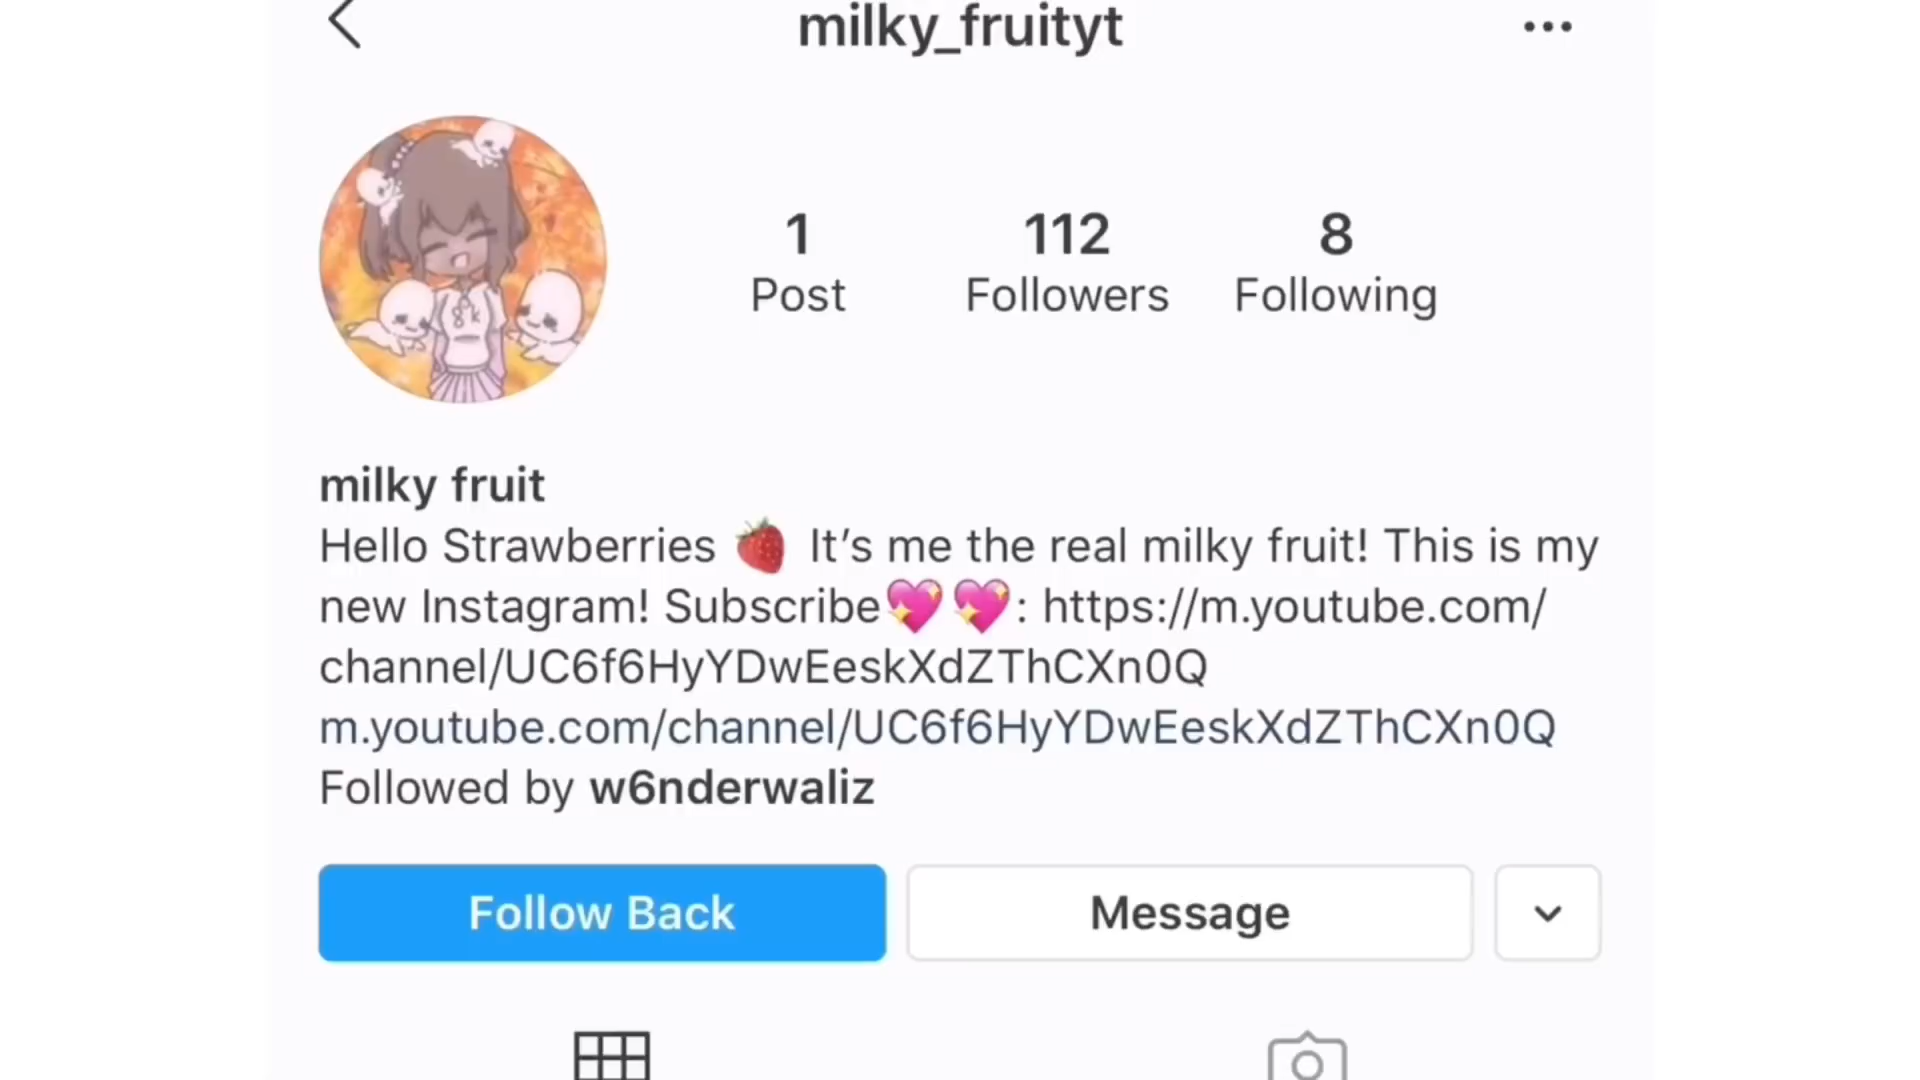 milky_fruityt
1 112 8
Post Followers Following
milky fruit
Hello Strawberries 🍓 It's me the real milky fruit! This is my
new Instagram! Subscribe💖💖: https://m.youtube.com/
channel/UC6f6HyYDwEeskXdZThCXn0Q
m.youtube.com/channel/UC6f6HyYDwEeskXdZThCXn0Q
Followed by w6nderwaliz
Follow Back Message